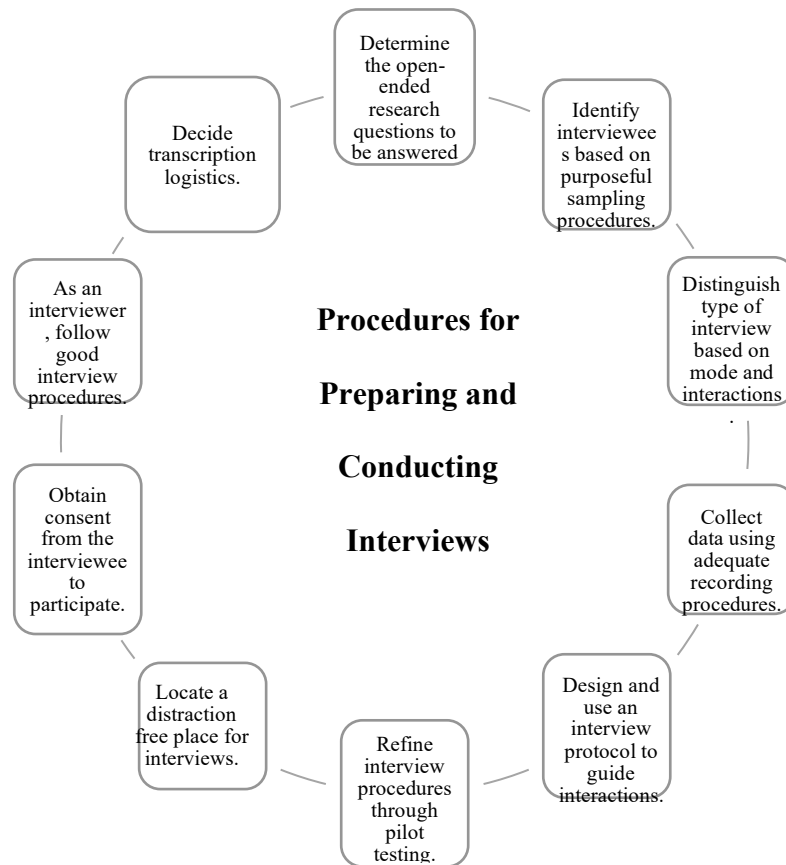 Determine
the open-
ended
research
questions to
be answered
Identify
interviewee
s based on
purposeful
sampling
procedures.
Distinguish
type of
interview
based on
mode and
interactions
.
Collect
data using
adequate
recording
procedures.
Design and
use an
interview
protocol to
guide
interactions.
Refine
interview
procedures
through
pilot
testing.
Locate a
distraction
free place for
interviews.
Obtain
consent
from the
interviewee
to
participate.
As an
interviewer
, follow
good
interview
procedures.
Decide
transcription
logistics.
Procedures for
Preparing and
Conducting
Interviews